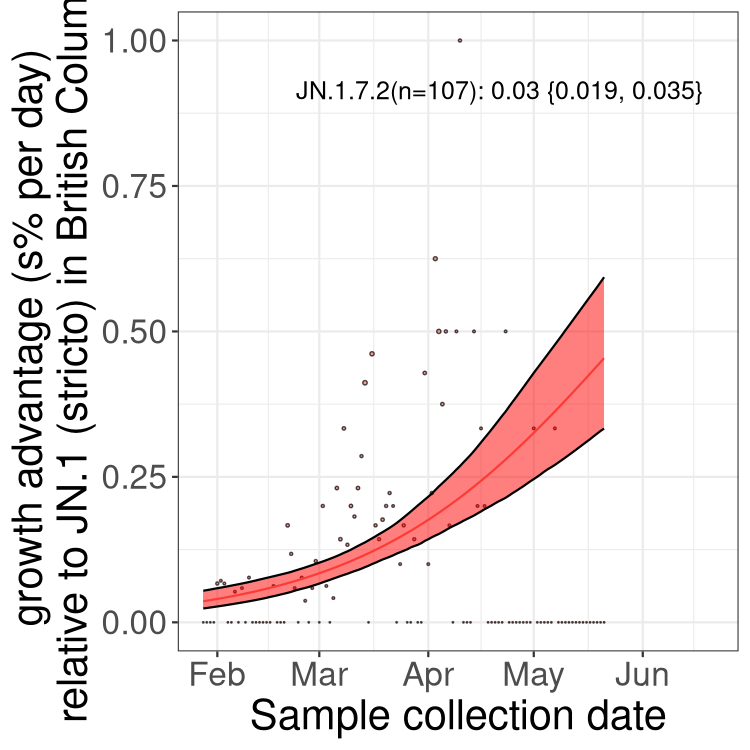 growth advantage (s% per day)
relative to JN.1 (stricto) in British Colum
1.00
0.75
0.50
0.25
0.00
JN.1.7.2(n=107): 0.03 {0.019, 0.035}
Feb Mar Apr May Jun
Sample collection date